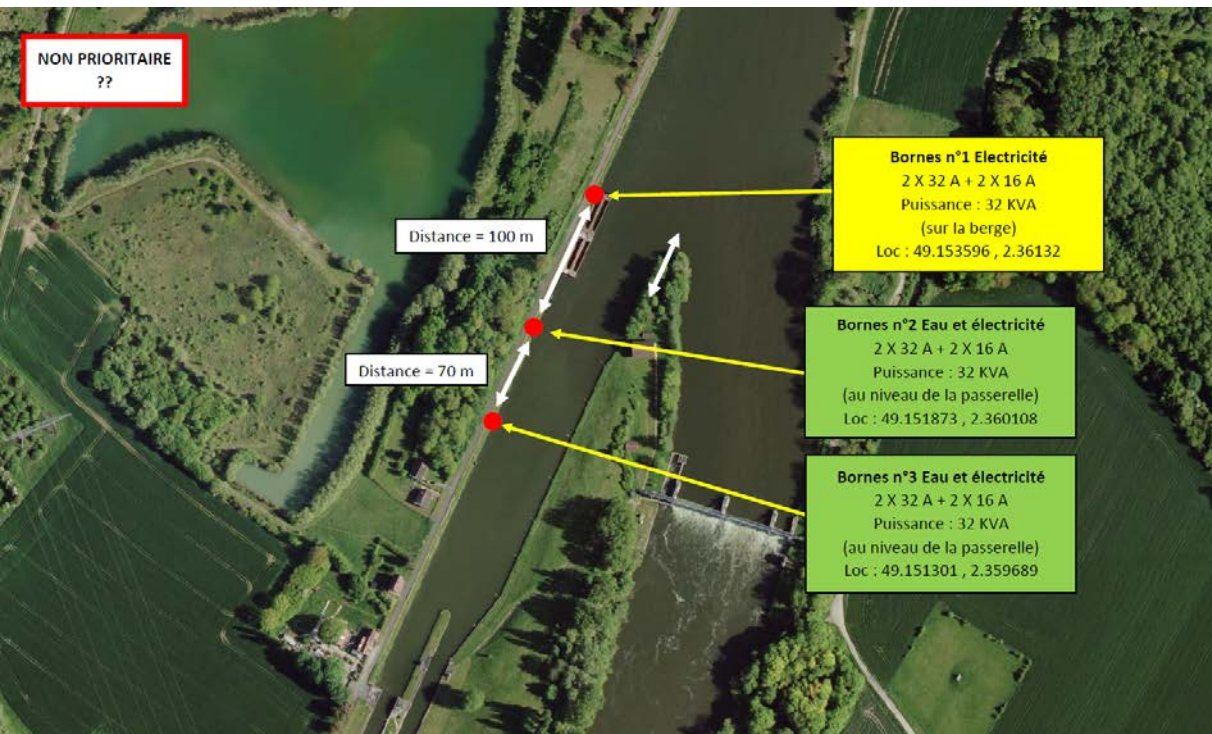 NON PRIORITAIRE
??
Bornes n°1 Electricité
2 X 32 A + 2 X 16 A
Puissance : 32 KVA
(sur la berge)
Loc : 49.153596 , 2.36132
Distance = 100 m
Bornes n°2 Eau et électricité
2 X 32 A + 2 X 16 A
Puissance : 32 KVA
(au niveau de la passerelle)
Loc : 49.151873 , 2.360108
Distance = 70 m
Bornes n°3 Eau et électricité
2 X 32 A + 2 X 16 A
Puissance : 32 KVA
(au niveau de la passerelle)
Loc : 49.151301 , 2.359689